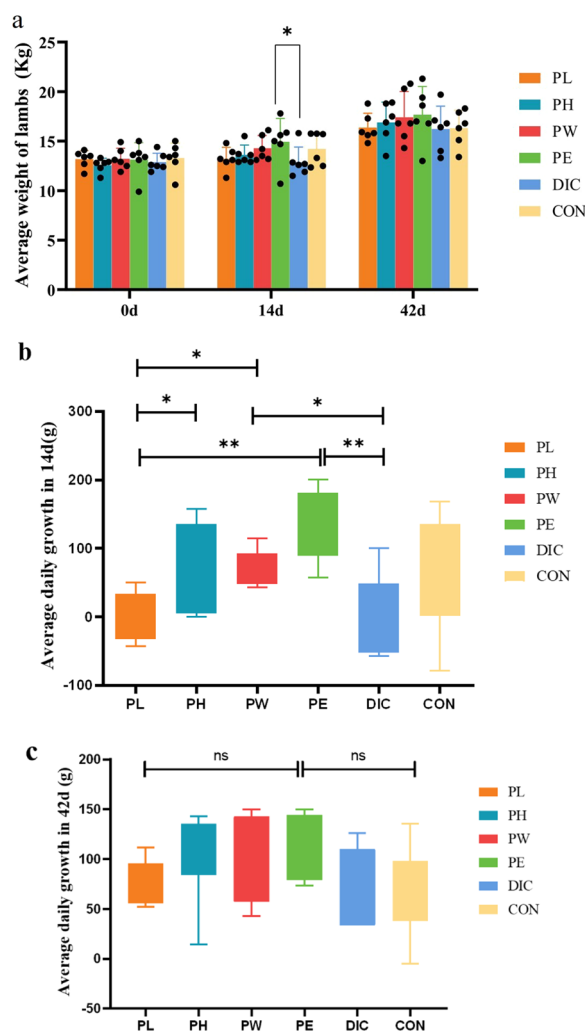 a
Average weight of lambs (Kg)
25
20
15
10
5
0
*
0d
14d
42d
PL
PH
PW
PE
DIC
CON
b
Average daily growth in 14d(g)
300
200
100
0
-100
*
*
*
**
**
PL
PH
PW
PE
DIC
CON
PL
PH
PW
PE
DIC
CON
c
Average daily growth in 42d (g)
200
150
100
50
0
-50
ns
ns
PL
PH
PW
PE
DIC
CON
PL
PH
PW
PE
DIC
CON